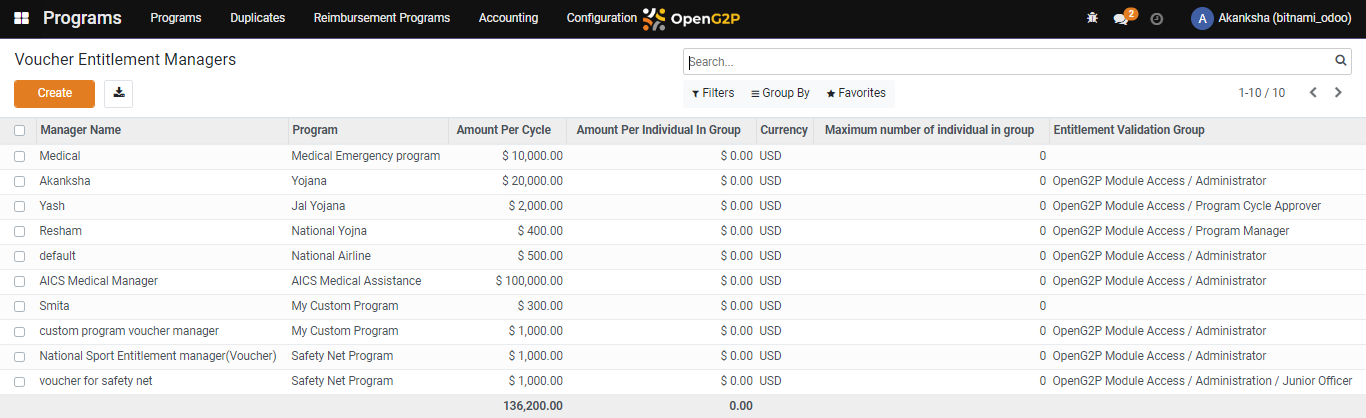 Programs Programs Duplicates Reimbursement Programs Accounting Configuration OpenG2P 2 A Akanksha (bitnami_odoo)
Voucher Entitlement Managers Search...
Create Filters Group By Favorites 1-10 / 10
Manager Name Program Amount Per Cycle Amount Per Individual In Group Currency Maximum number of individual in group Entitlement Validation Group
Medical Medical Emergency program $ 10,000.00 $ 0.00 USD 0
Akanksha Yojana $ 20,000.00 $ 0.00 USD 0 OpenG2P Module Access / Administrator
Yash Jal Yojana $ 2,000.00 $ 0.00 USD 0 OpenG2P Module Access / Program Cycle Approver
Resham National Yojna $ 400.00 $ 0.00 USD 0 OpenG2P Module Access / Program Manager
default National Airline $ 500.00 $ 0.00 USD 0 OpenG2P Module Access / Administrator
AICS Medical Manager AICS Medical Assistance $ 100,000.00 $ 0.00 USD 0 OpenG2P Module Access / Administrator
Smita My Custom Program $ 300.00 $ 0.00 USD 0
custom program voucher manager My Custom Program $ 1,000.00 $ 0.00 USD 0 OpenG2P Module Access / Administrator
National Sport Entitlement manager(Voucher) Safety Net Program $ 1,000.00 $ 0.00 USD 0 OpenG2P Module Access / Administrator
voucher for safety net Safety Net Program $ 1,000.00 $ 0.00 USD 0 OpenG2P Module Access / Administration / Junior Officer
136,200.00 0.00